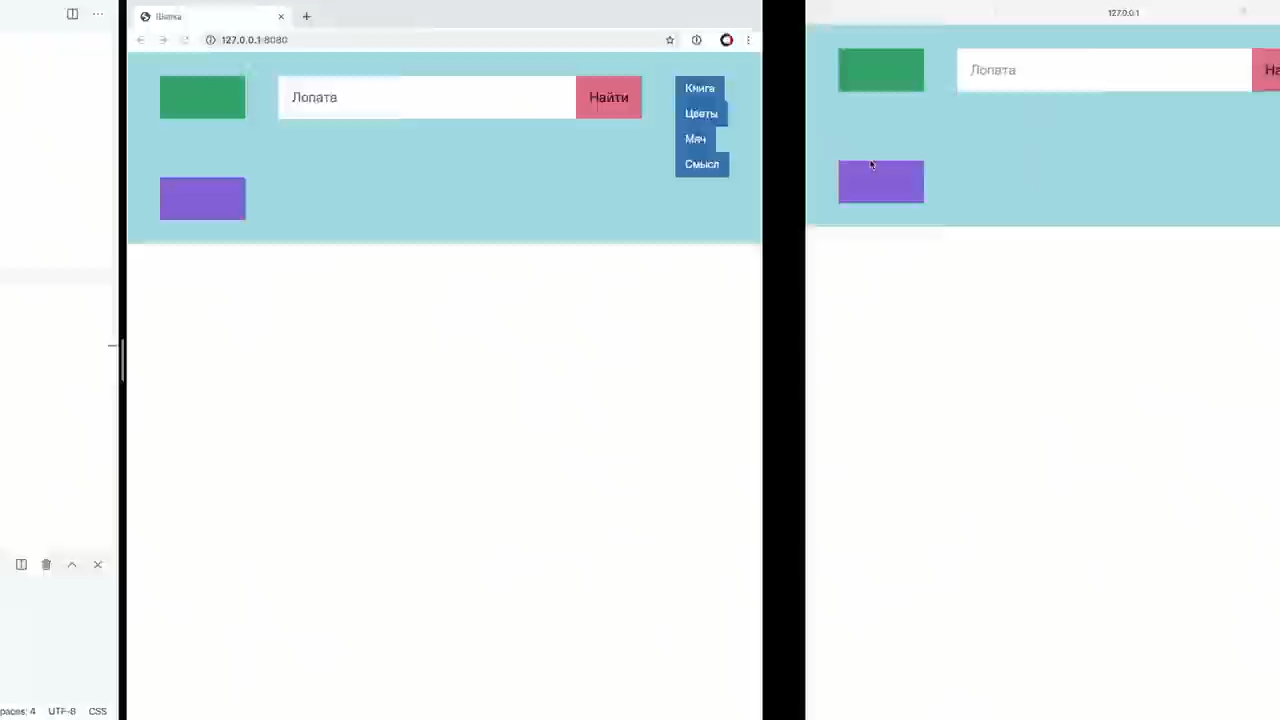 Шапка
127.0.0.1:8080
Лопата
Найти
Книга
Цветы
Мяч
Смысл
127.0.0.1
Лопата
На
paces: 4 UTF-8 CSS